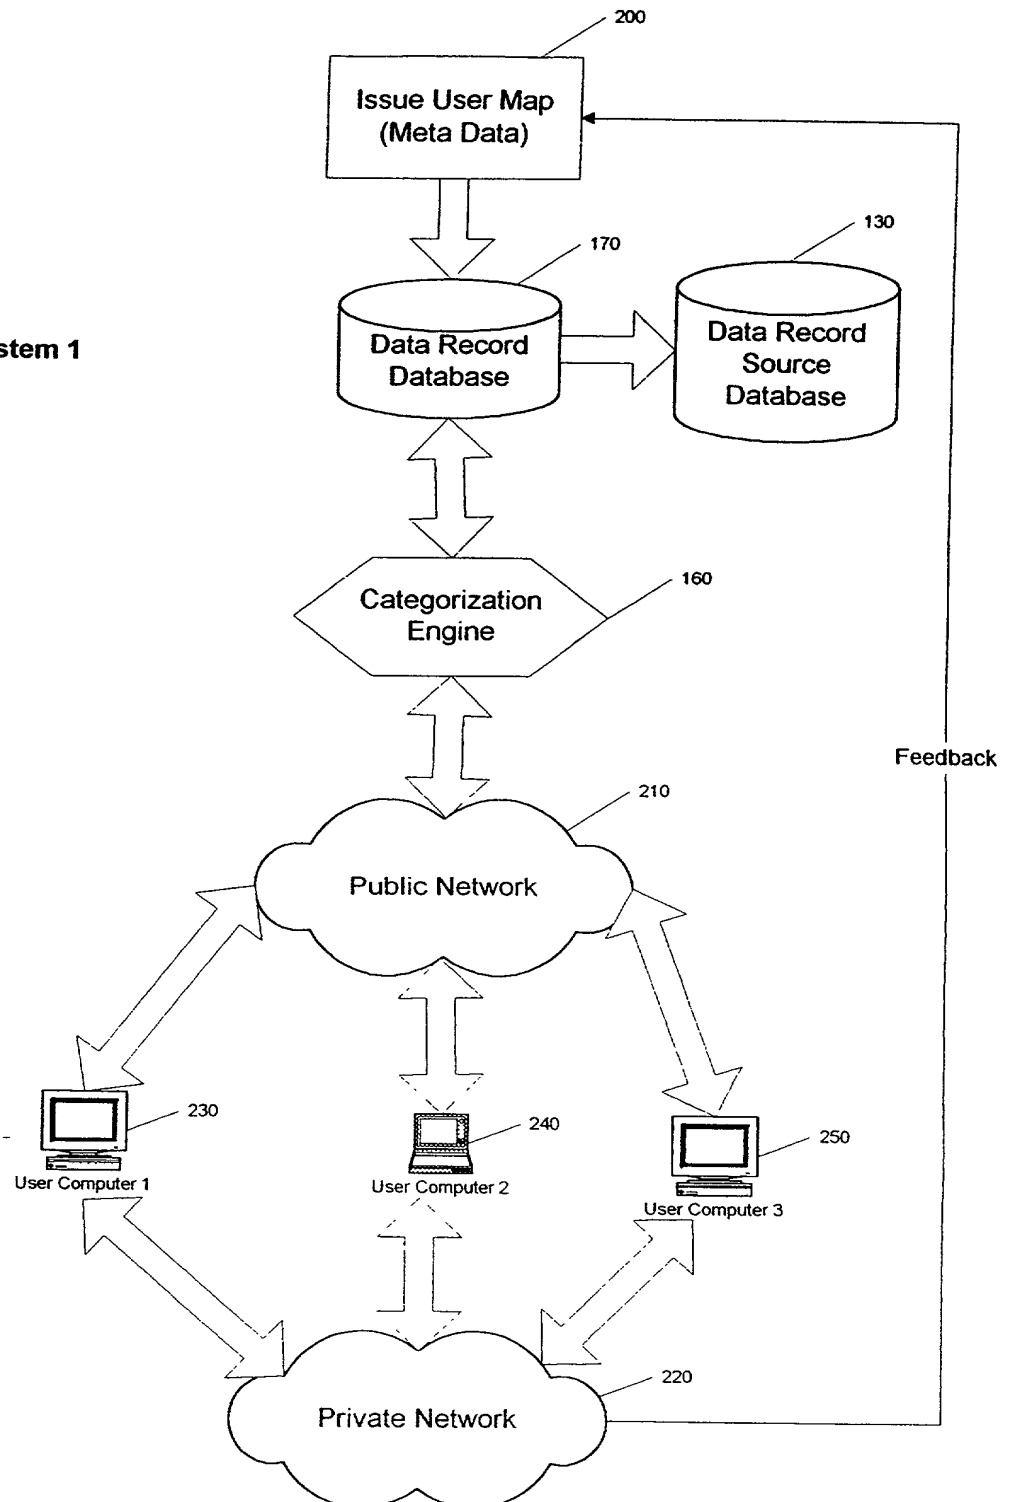 200
Issue User Map
(Meta Data)
170
130
Data Record
Database
Data Record
Source
Database
stem 1
Categorization
Engine
160
Feedback
210
Public Network
230
240
250
User Computer 1
User Computer 2
User Computer 3
220
Private Network